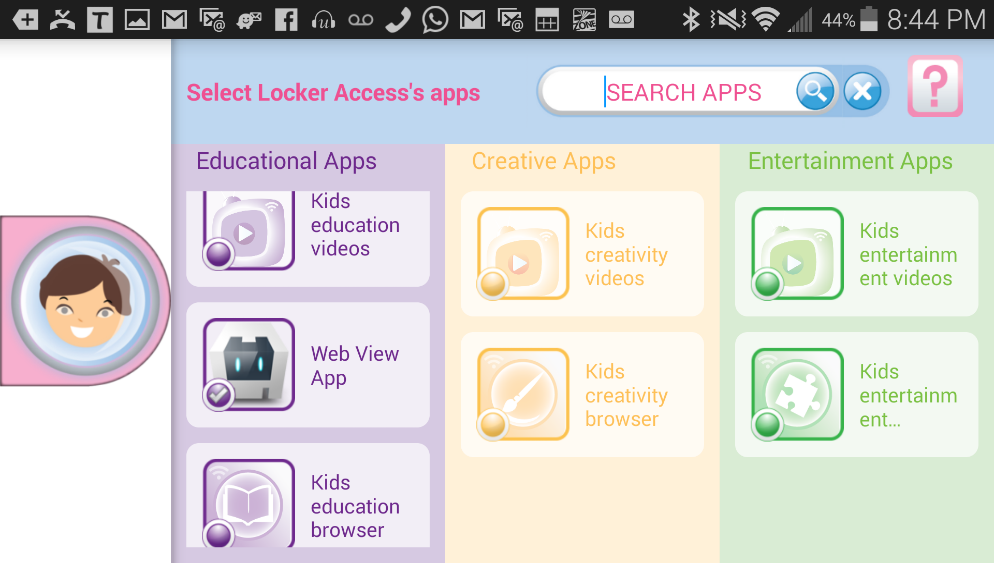 44% 8:44 PM
Select Locker Access's apps
SEARCH APPS
?
Educational Apps
Creative Apps
Entertainment Apps
Kids
education
videos
Web View
App
Kids
education
browser
Kids
creativity
videos
Kids
creativity
browser
Kids
entertainm
ent videos
Kids
entertainm
ent...